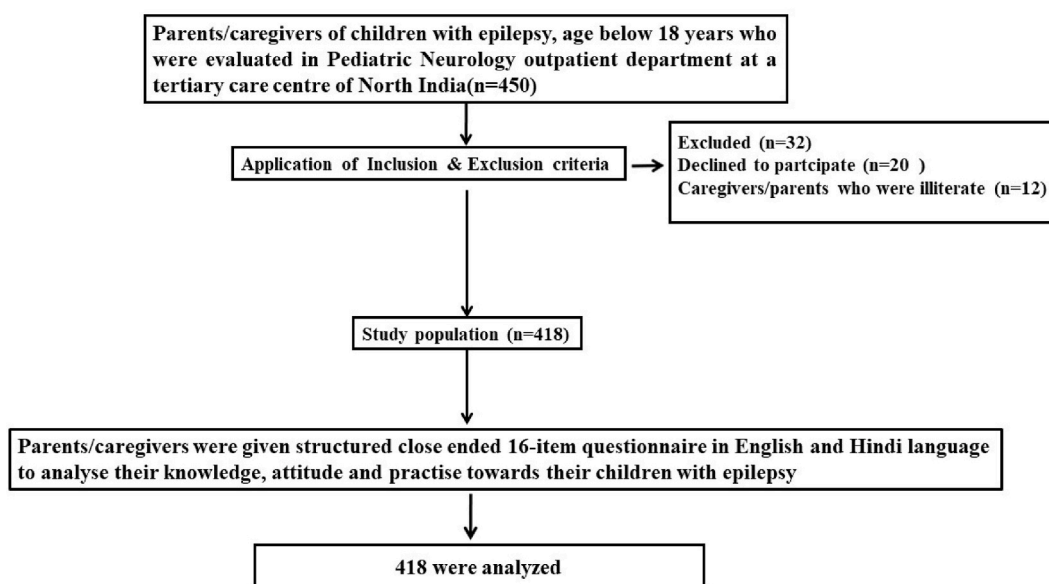 Parents/caregivers of children with epilepsy, age below 18 years who
were evaluated in Pediatric Neurology outpatient department at a
tertiary care centre of North India(n=450)
Application of Inclusion & Exclusion criteria
Excluded (n=32)
Declined to partcipate (n=20 )
Caregivers/parents who were illiterate (n=12)
Study population (n=418)
Parents/caregivers were given structured close ended 16-item questionnaire in English and Hindi language
to analyse their knowledge, attitude and practise towards their children with epilepsy
418 were analyzed